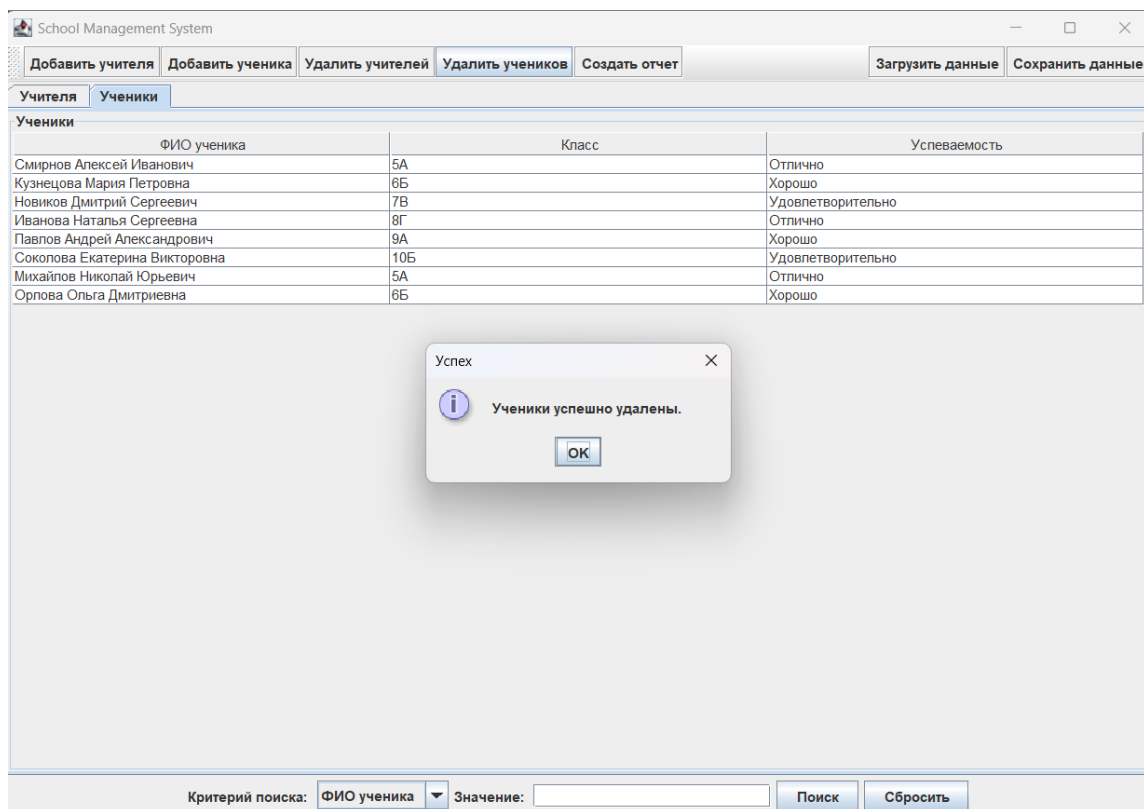 School Management System
Добавить учителя Добавить ученика Удалить учителей Удалить учеников Создать отчет Загрузить данные Сохранить данные
Учителя Ученики
Ученики
ФИО ученика Класс Успеваемость
Смирнов Алексей Иванович 5А Отлично
Кузнецова Мария Петровна 6Б Хорошо
Новиков Дмитрий Сергеевич 7В Удовлетворительно
Иванова Наталья Сергеевна 8Г Отлично
Павлов Андрей Александрович 9А Хорошо
Соколова Екатерина Викторовна 10Б Удовлетворительно
Михайлов Николай Юрьевич 5А Отлично
Орлова Ольга Дмитриевна 6Б Хорошо
Успех
Ученики успешно удалены.
OK
Критерий поиска: ФИО ученика Значение: Поиск Сбросить